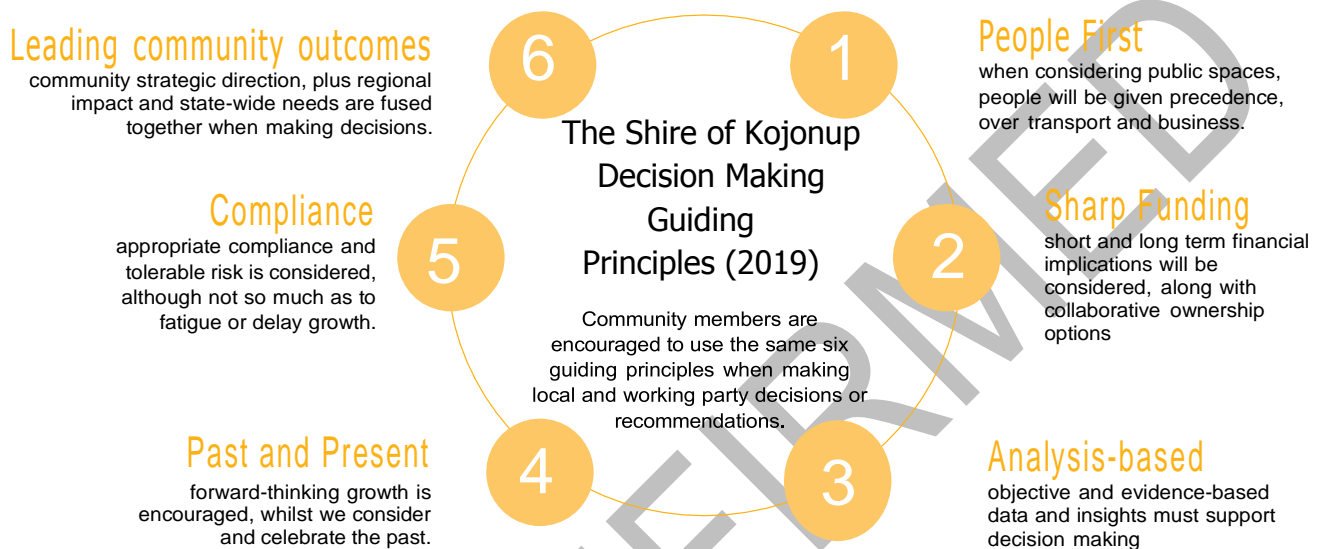 The Shire of Kojonup
Decision Making
Guiding
Principles (2019)
Community members are
encouraged to use the same six
guiding principles when making
local and working party decisions or
recommendations.
1
People First
when considering public spaces,
people will be given precedence,
over transport and business.
2
Sharp Funding
short and long term financial
implications will be
considered, along with
collaborative ownership
options
3
Analysis-based
objective and evidence-based
data and insights must support
decision making
4
Past and Present
forward-thinking growth is
encouraged, whilst we consider
and celebrate the past.
5
Compliance
appropriate compliance and
tolerable risk is considered,
although not so much as to
fatigue or delay growth.
6
Leading community outcomes
community strategic direction, plus regional
impact and state-wide needs are fused
together when making decisions.